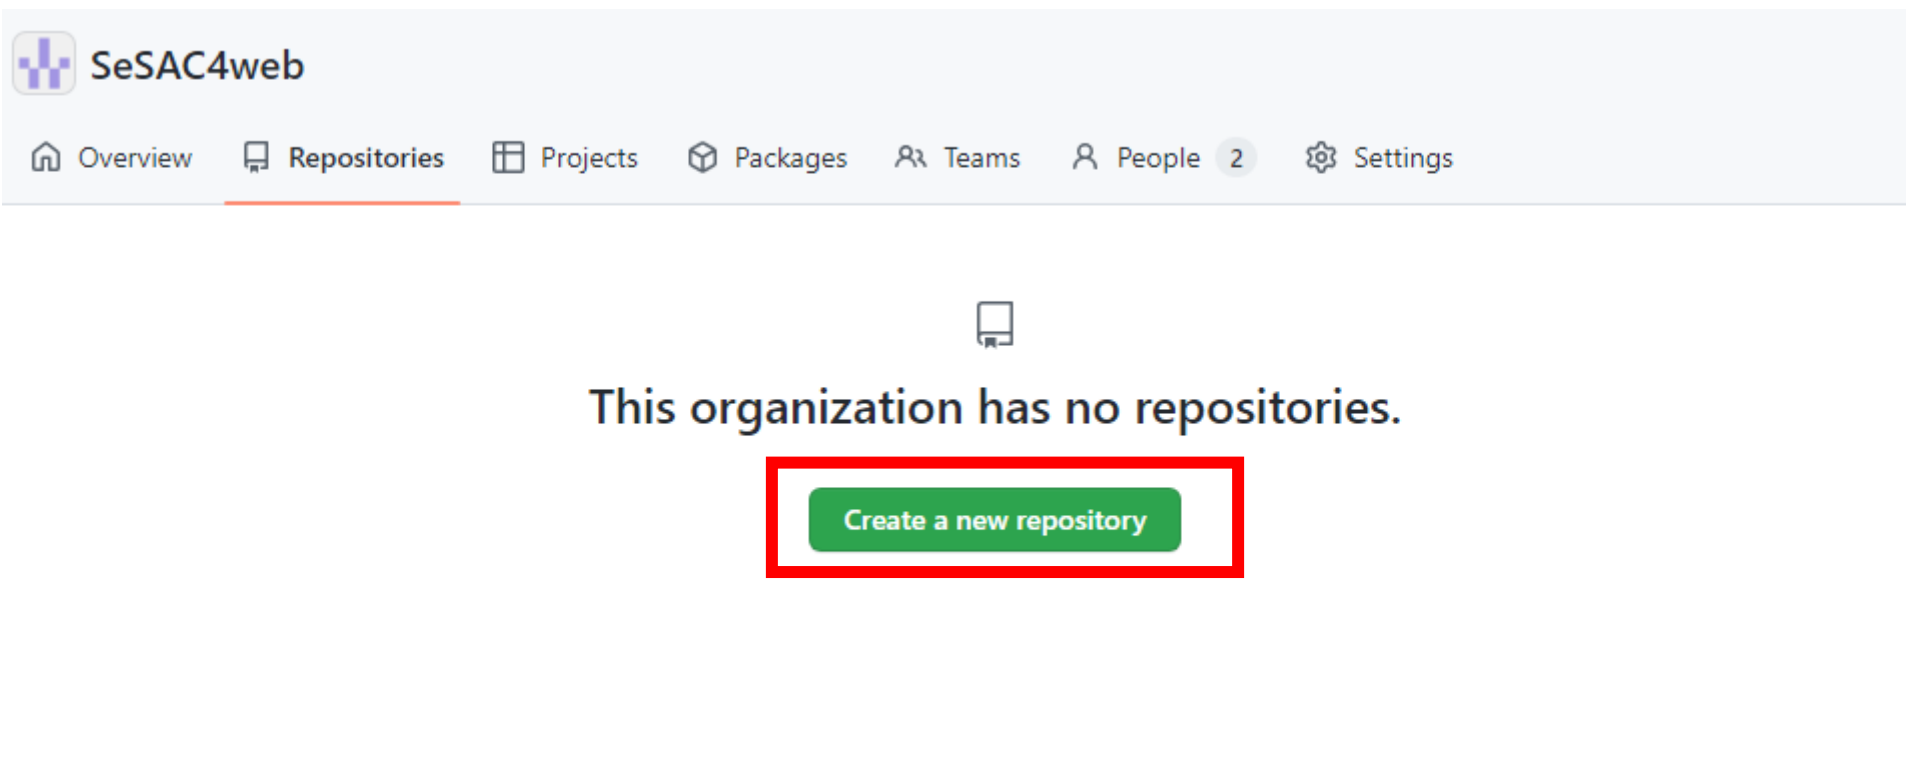 SeSAC4web
Overview Repositories Projects Packages Teams People 2 Settings
This organization has no repositories.
Create a new repository